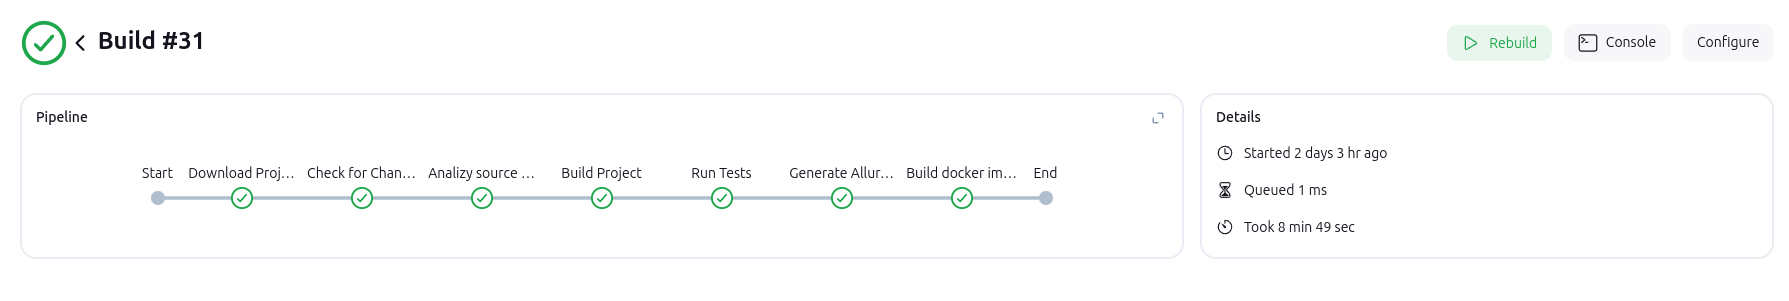 Build #31
Rebuild
Console
Configure
Pipeline
Start
Download Proj...
Check for Chan...
Analizy source ...
Build Project
Run Tests
Generate Allur...
Build docker im...
End
Details
Started 2 days 3 hr ago
Queued 1 ms
Took 8 min 49 sec